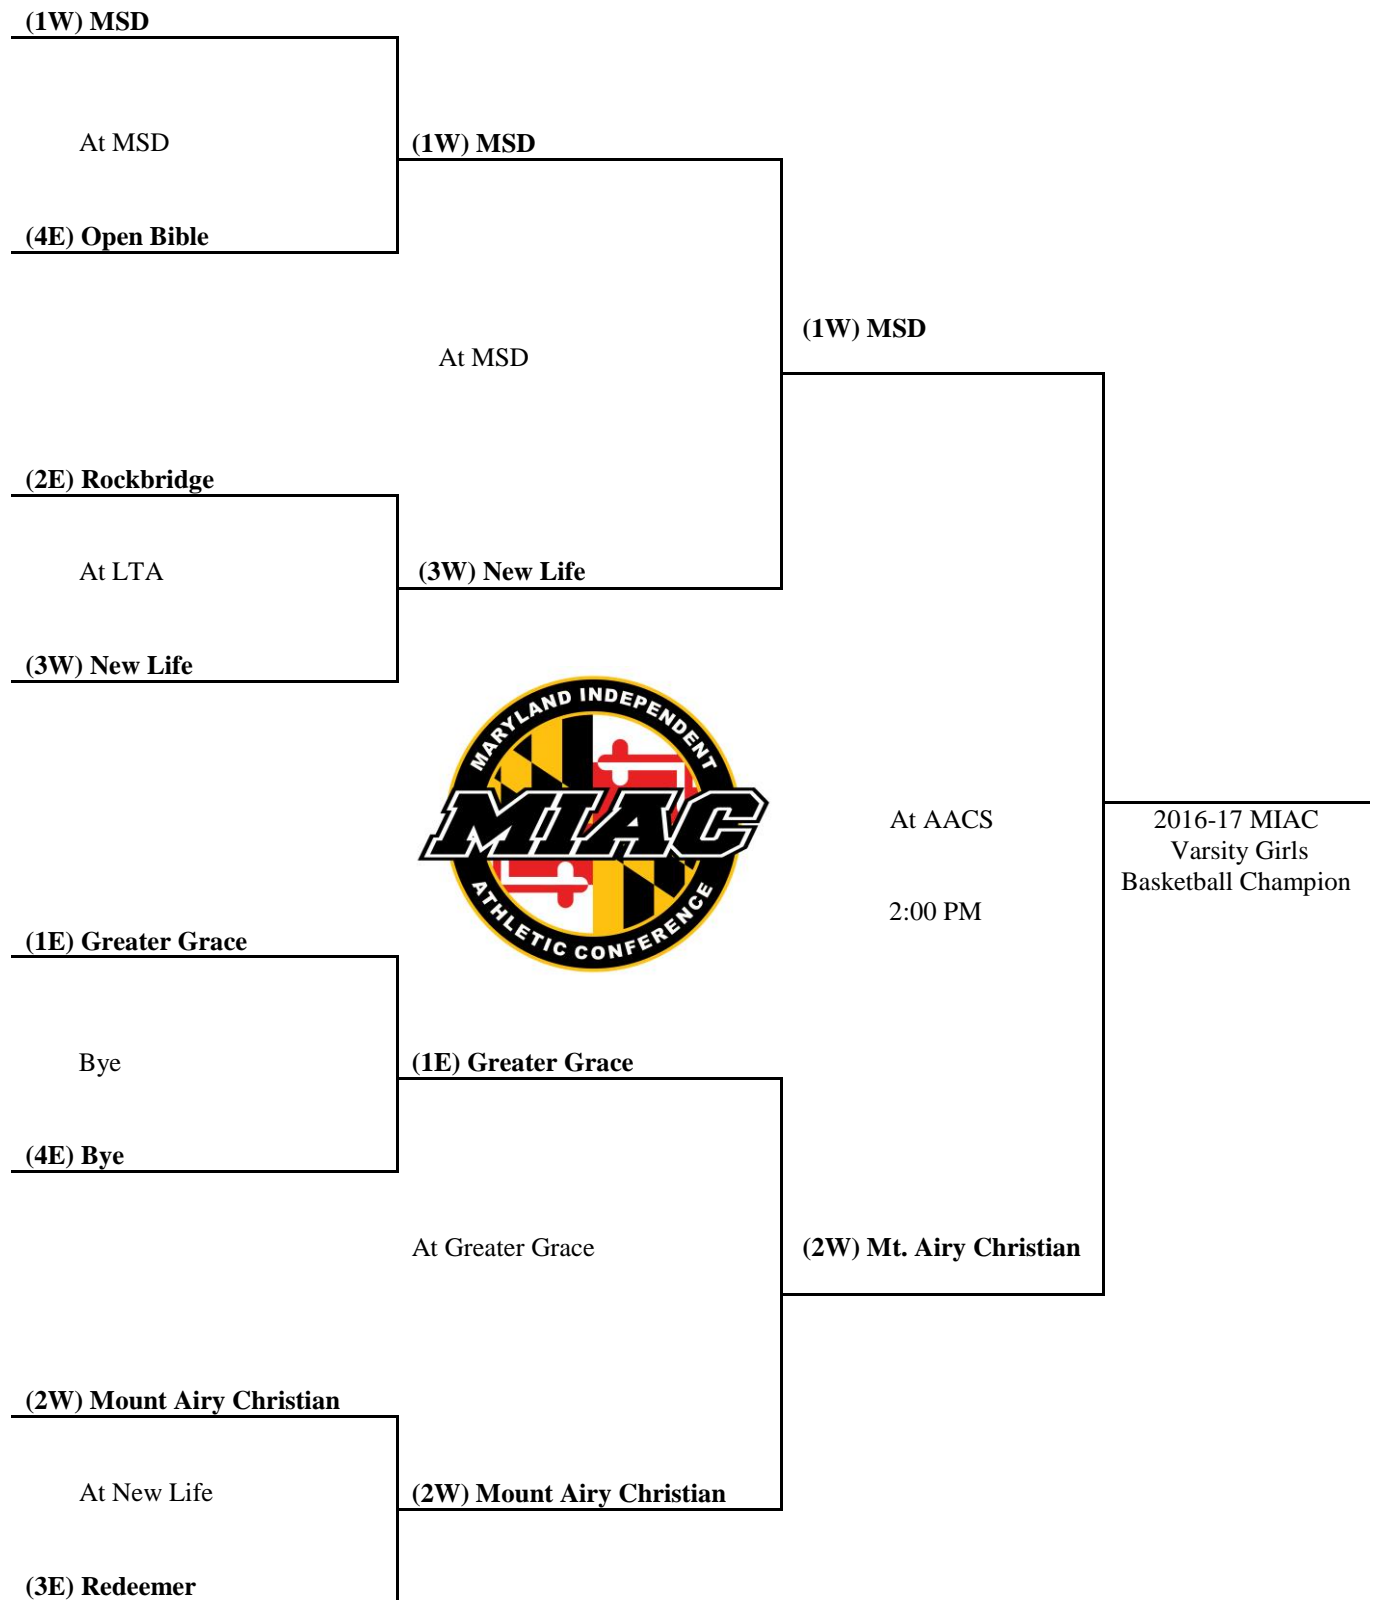 (1W) MSD
At MSD
(1W) MSD
(4E) Open Bible
(1W) MSD
At MSD
(2E) Rockbridge
At LTA
(3W) New Life
(3W) New Life
MARYLAND INDEPENDENT
MIAC
ATHLETIC CONFERENCE
At AACS
2:00 PM
2016-17 MIAC
Varsity Girls
Basketball Champion
(1E) Greater Grace
Bye
(1E) Greater Grace
(4E) Bye
At Greater Grace
(2W) Mt. Airy Christian
(2W) Mount Airy Christian
At New Life
(2W) Mount Airy Christian
(3E) Redeemer